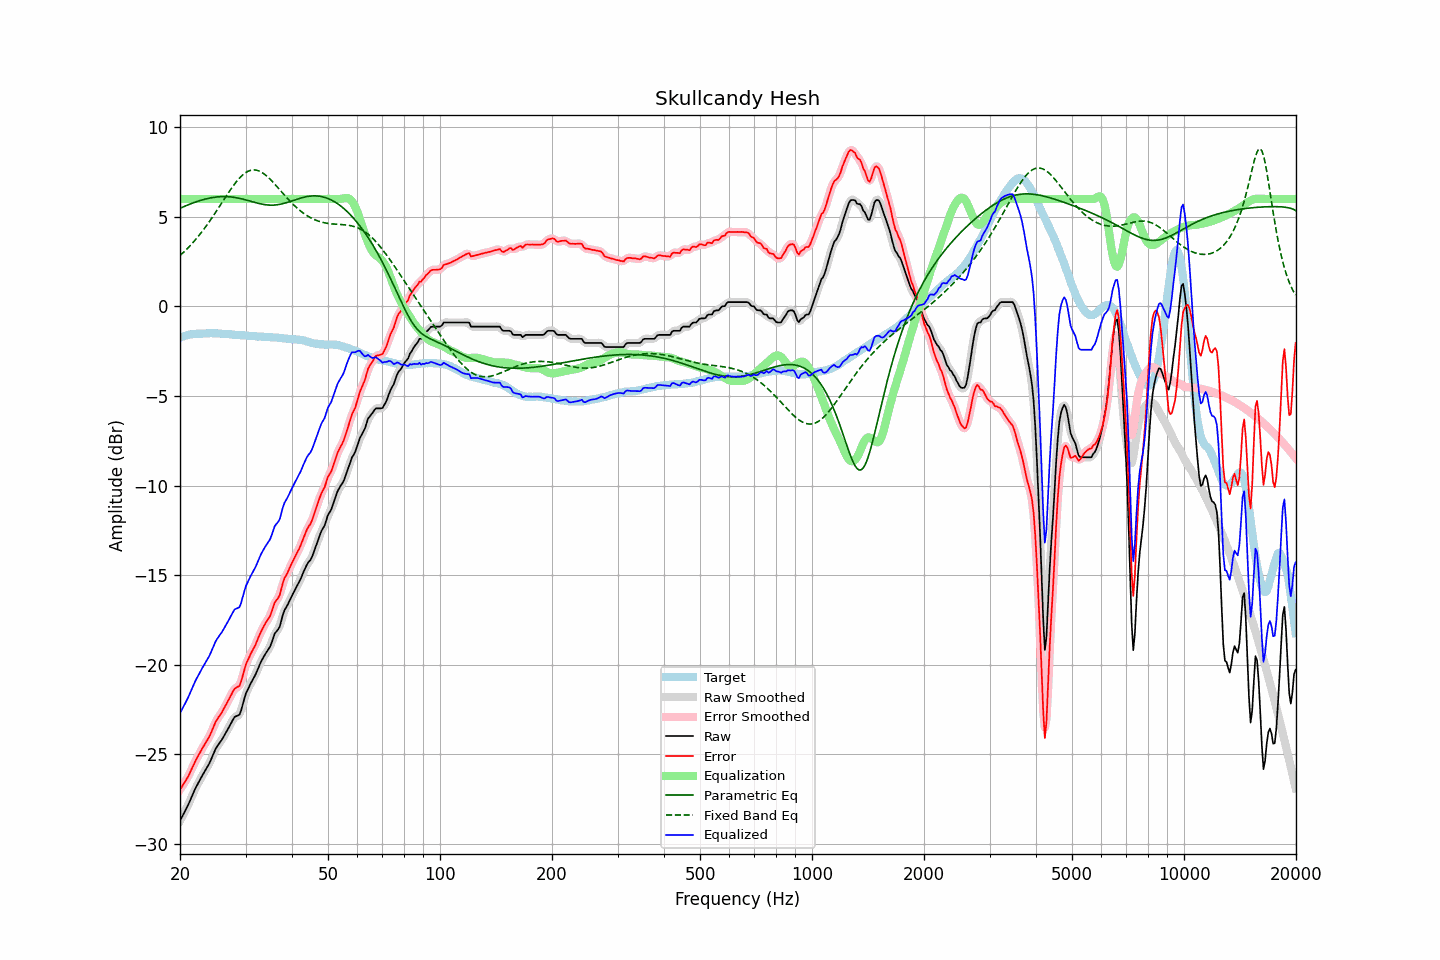 Skullcandy Hesh
Amplitude (dBr)
10
5
0
−5
−10
−15
−20
−25
−30
Target
Raw Smoothed
Error Smoothed
Raw
Error
Equalization
Parametric Eq
Fixed Band Eq
Equalized
20 50 100 200 500 1000 2000 5000 10000 20000
Frequency (Hz)